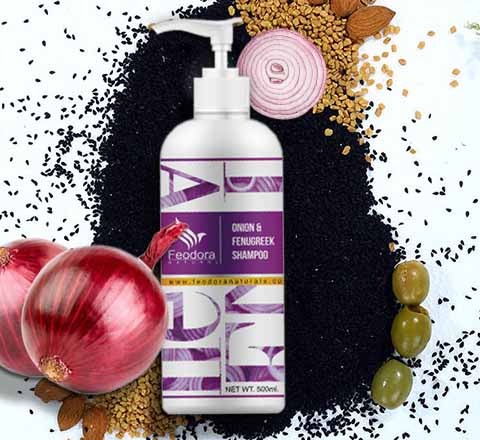 ONION &
FENUGREEK
SHAMPOO
Feodora
NATURALS
www.feodoranaturals.co
NET WT. 500ml.